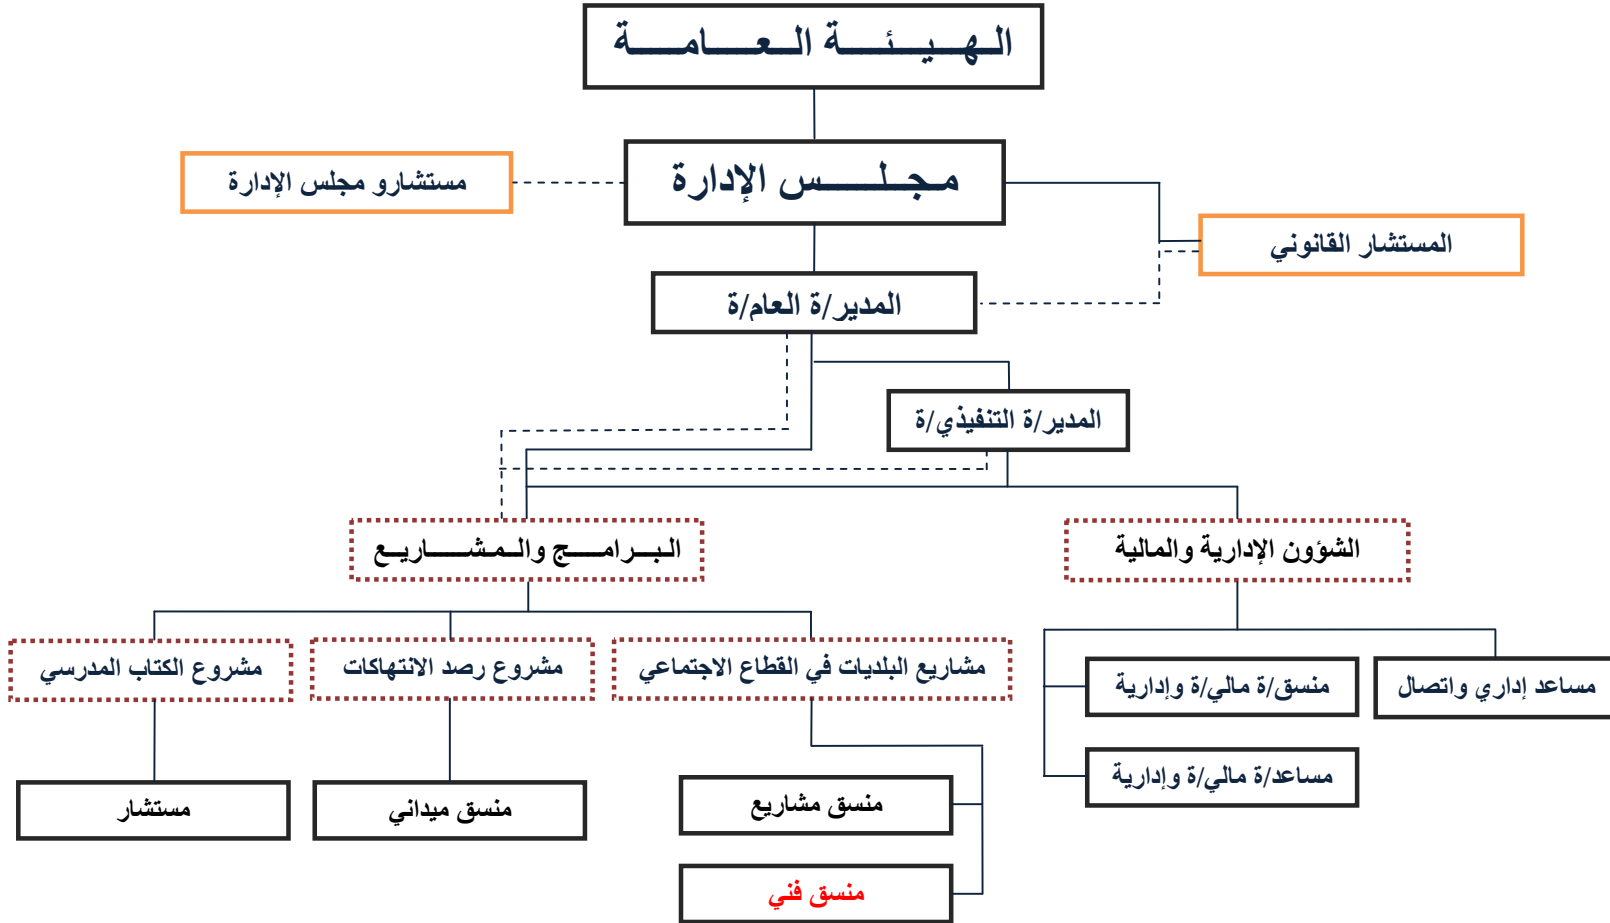 الهيئة العامة
مجلس الإدارة
مستشارو مجلس الإدارة
المستشار القانوني
المدير/ة العام/ة
المدير/ة التنفيذي/ة
الشؤون الإدارية والمالية
البرامج والمشاريع
مساعد إداري واتصال
منسق/ة مالي/ة وإدارية
مساعد/ة مالي/ة وإدارية
مشاريع البلديات في القطاع الاجتماعي
مشروع رصد الانتهاكات
مشروع الكتاب المدرسي
منسق مشاريع
منسق فني
منسق ميداني
مستشار